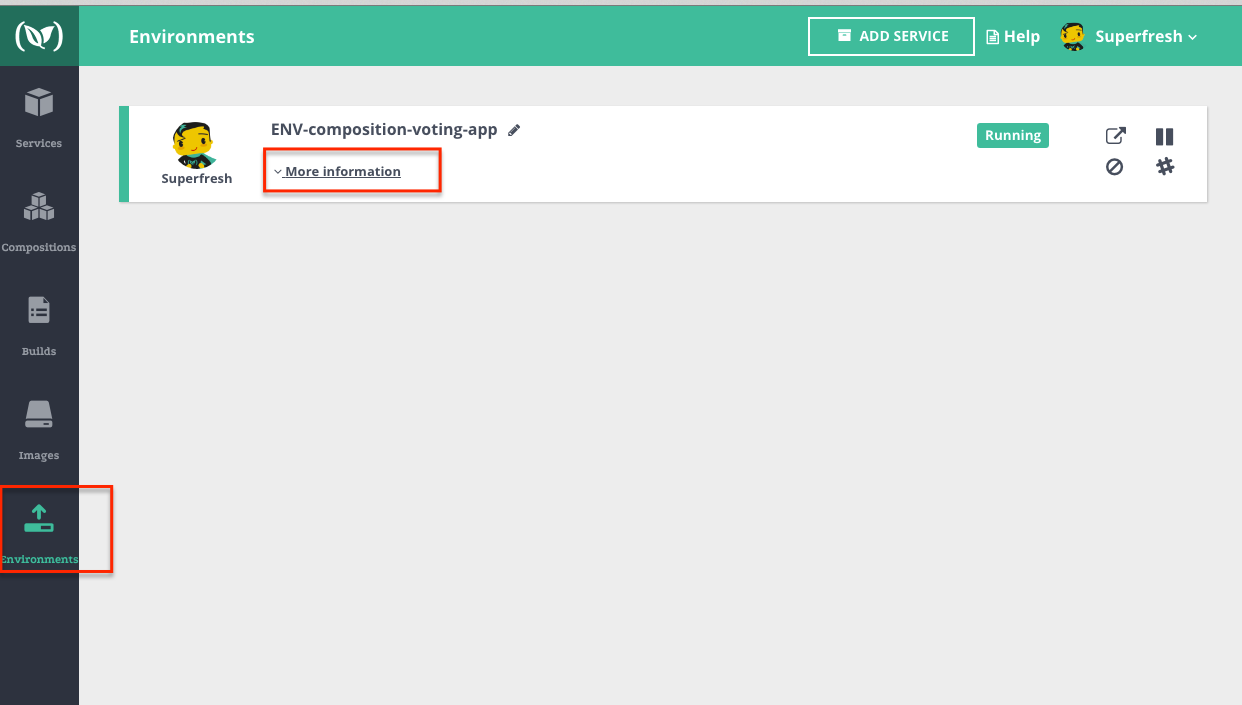 Environments
ADD SERVICE
Help
Superfresh
Services
Compositions
Builds
Images
Environments
ENV-composition-voting-app
Superfresh
More information
Running